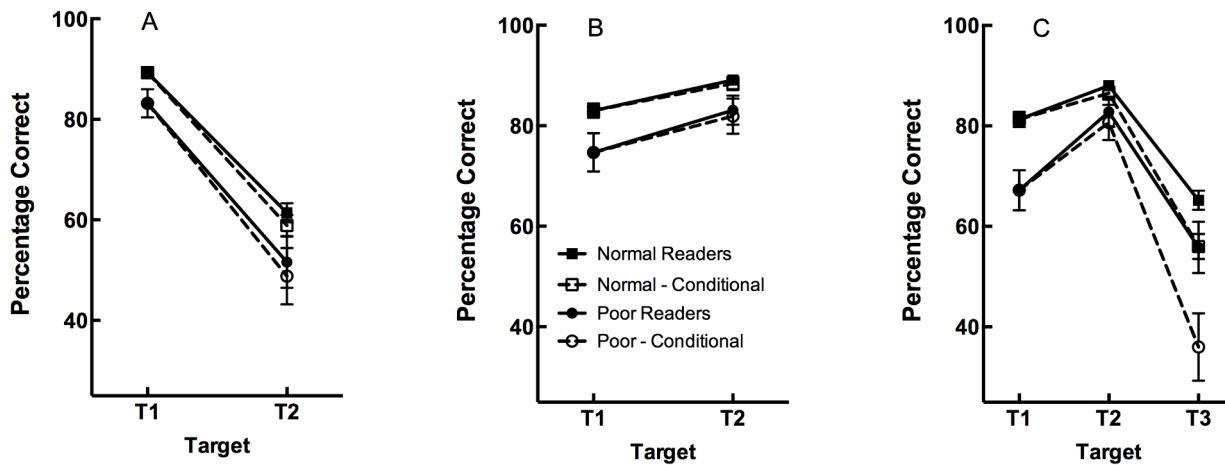 A
100
80
60
40
Percentage Correct
T1 T2
Target
B
100
80
60
40
Percentage Correct
Normal Readers
Normal - Conditional
Poor Readers
Poor - Conditional
T1 T2
Target
C
100
80
60
40
Percentage Correct
T1 T2 T3
Target